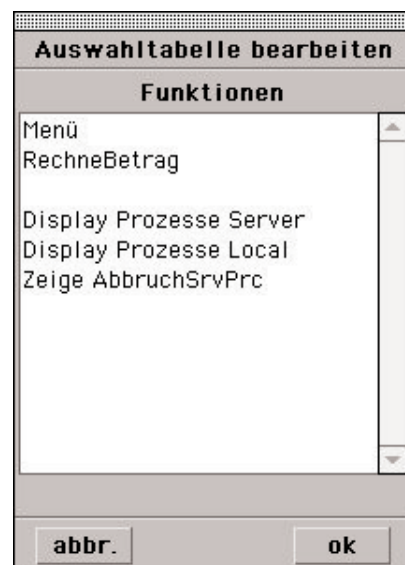 Auswahltabelle bearbeiten
Funktionen
Menü
RechneBetrag
Display Prozesse Server
Display Prozesse Local
Zeige AbbruchSrvPrc
abbr. ok